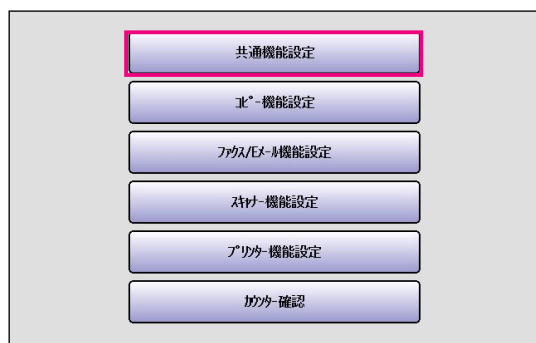 共通機能設定
ｺﾋﾟｰ機能設定
ﾌｧｸｽ/Eﾒｰﾙ機能設定
ｽｷｬﾅｰ機能設定
ﾌﾟﾘﾝﾀｰ機能設定
ｶｳﾝﾀｰ確認